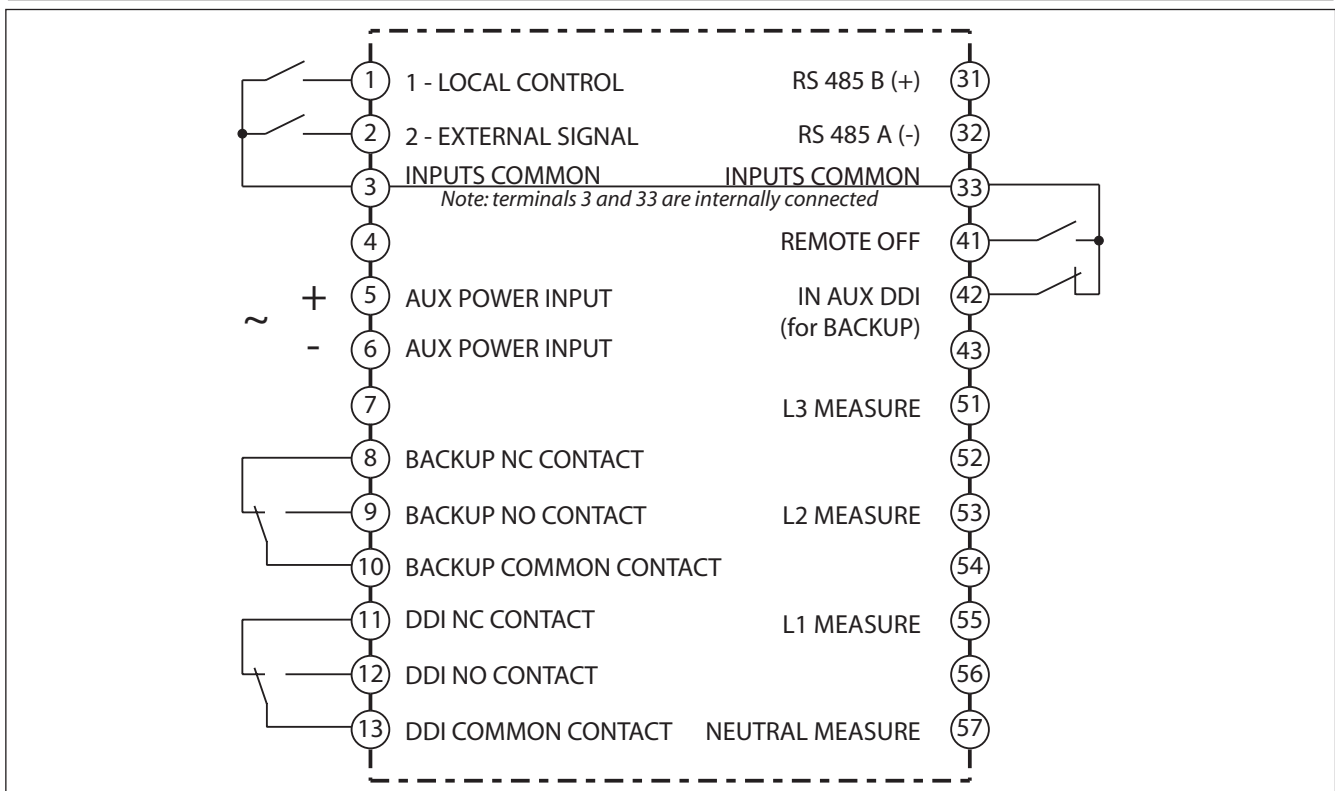 1 1 - LOCAL CONTROL RS 485 B (+) 31
2 2 - EXTERNAL SIGNAL RS 485 A (-) 32
3 INPUTS COMMON INPUTS COMMON 33
Note: terminals 3 and 33 are internally connected
4 REMOTE OFF 41
~ + 5 AUX POWER INPUT IN AUX DDI 42
(for BACKUP)
- 6 AUX POWER INPUT 43
7 L3 MEASURE 51
8 BACKUP NC CONTACT 52
9 BACKUP NO CONTACT L2 MEASURE 53
10 BACKUP COMMON CONTACT 54
11 DDI NC CONTACT L1 MEASURE 55
12 DDI NO CONTACT 56
13 DDI COMMON CONTACT NEUTRAL MEASURE 57